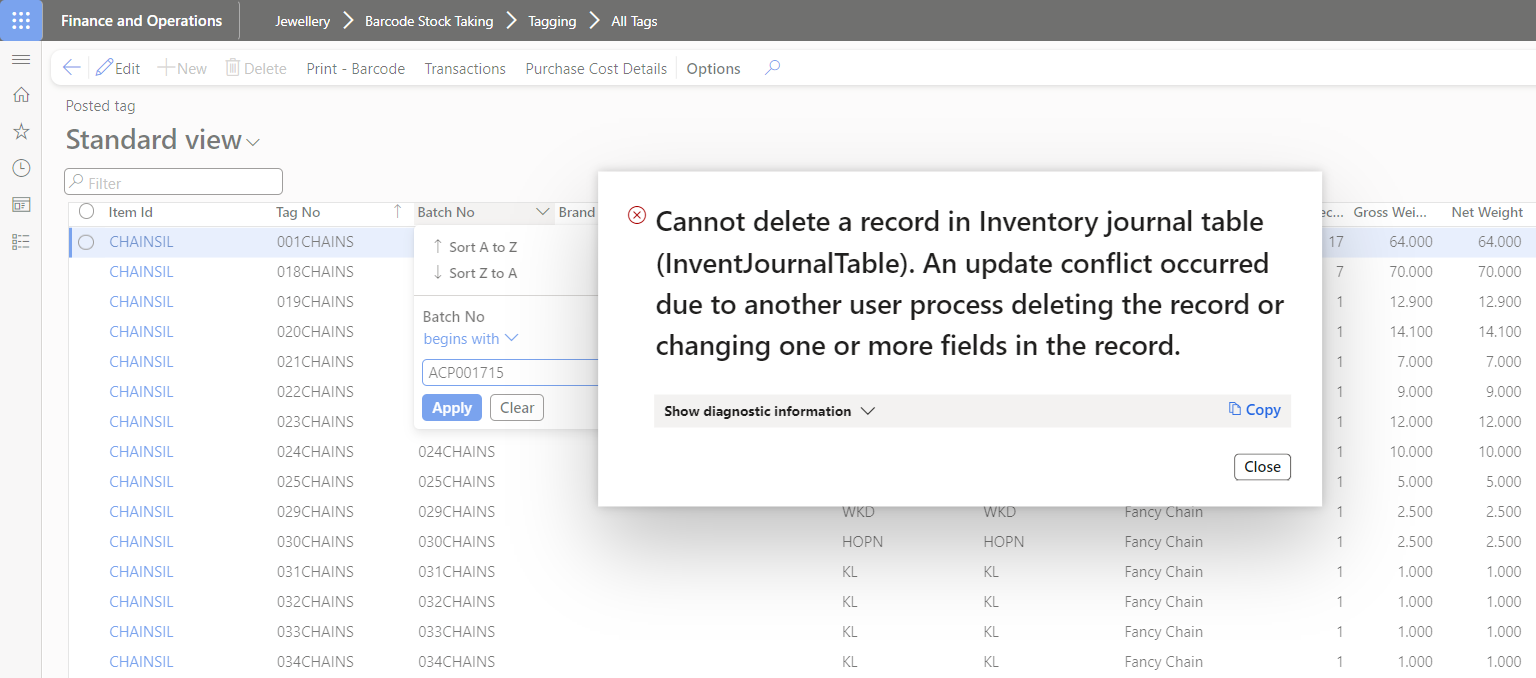 Finance and Operations Jewellery Barcode Stock Taking Tagging All Tags
Edit New Delete Print - Barcode Transactions Purchase Cost Details Options
Posted tag
Standard view
Filter
Item Id Tag No Batch No Brand ec... Gross Wei... Net Weight
CHAINSIL 001CHAINS 17 64.000 64.000
CHAINSIL 018CHAINS 7 70.000 70.000
CHAINSIL 019CHAINS 1 12.900 12.900
CHAINSIL 020CHAINS 1 14.100 14.100
CHAINSIL 021CHAINS 1 7.000 7.000
CHAINSIL 022CHAINS 1 9.000 9.000
CHAINSIL 023CHAINS 1 12.000 12.000
CHAINSIL 024CHAINS 024CHAINS 1 10.000 10.000
CHAINSIL 025CHAINS 025CHAINS 1 5.000 5.000
CHAINSIL 029CHAINS 029CHAINS WKD WKD Fancy Chain 1 2.500 2.500
CHAINSIL 030CHAINS 030CHAINS HOPN HOPN Fancy Chain 1 2.500 2.500
CHAINSIL 031CHAINS 031CHAINS KL KL Fancy Chain 1 1.000 1.000
CHAINSIL 032CHAINS 032CHAINS KL KL Fancy Chain 1 1.000 1.000
CHAINSIL 033CHAINS 033CHAINS KL KL Fancy Chain 1 1.000 1.000
CHAINSIL 034CHAINS 034CHAINS KL KL Fancy Chain 1 1.000 1.000
Sort A to Z
Sort Z to A
Batch No
begins with
ACP001715
Apply Clear
Cannot delete a record in Inventory journal table
(InventJournalTable). An update conflict occurred
due to another user process deleting the record or
changing one or more fields in the record.
Show diagnostic information Copy
Close